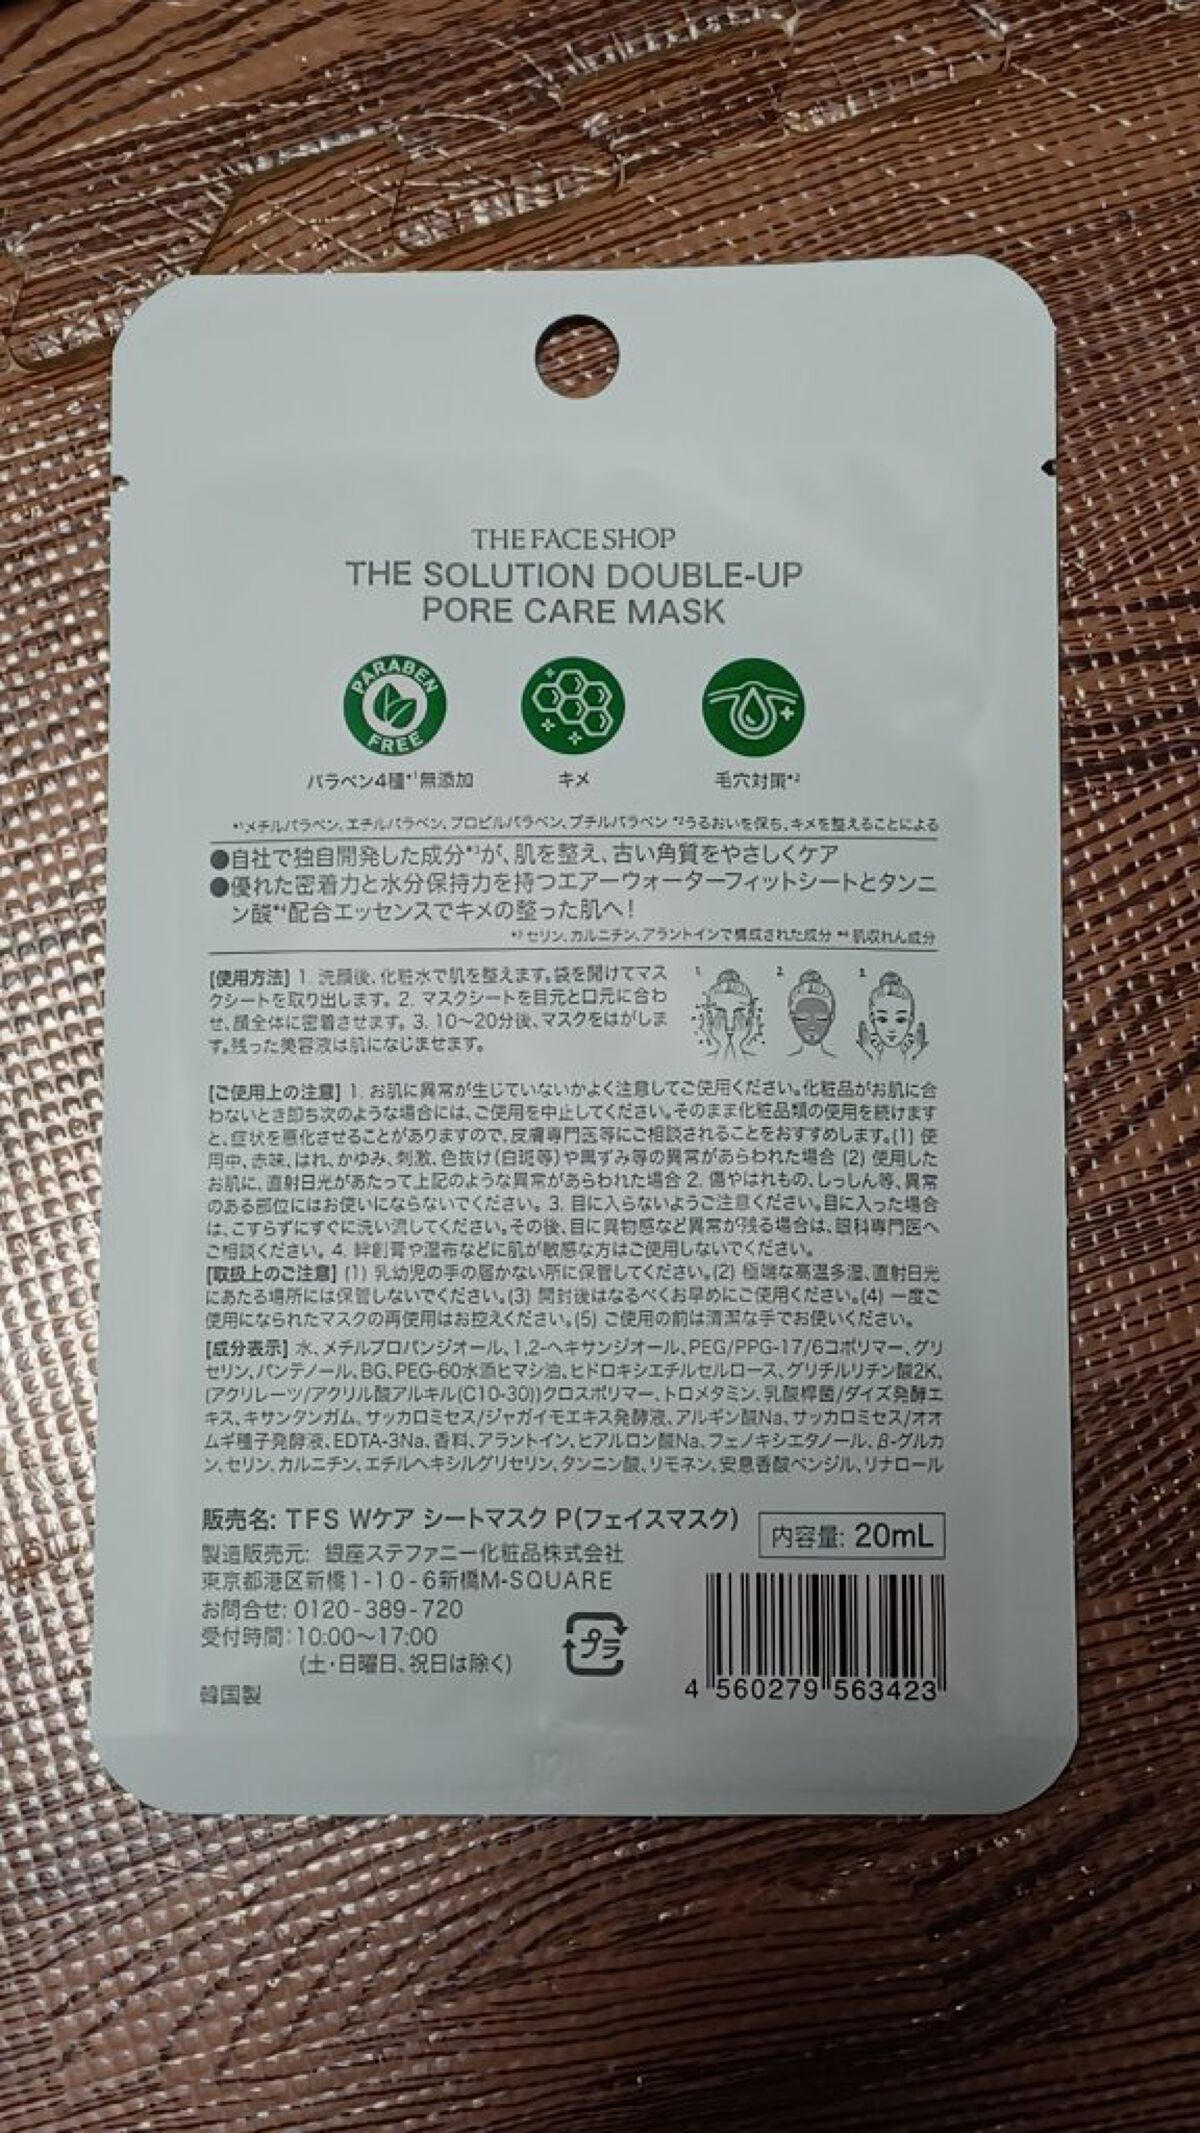 THE FACE SHOP
THE SOLUTION DOUBLE-UP
PORE CARE MASK
PARABEN
FREE
パラベン4種*¹無添加
キメ
毛穴対策*²
*¹メチルパラベン、エチルパラベン、プロピルパラベン、ブチルパラベン *²うるおいを保ち、キメを整えることによる
●自社で独自開発した成分*³が、肌を整え、古い角質をやさしくケア
●優れた密着力と水分保持力を持つエアーウォーターフィットシートとタンニ
ン酸*⁴配合エッセンスでキメの整った肌へ!
*³セリン、カルニチン、アラントインで構成された成分 *⁴ 肌収れん成分
[使用方法] 1. 洗顔後、化粧水で肌を整えます。袋を開けてマス
クシートを取り出します。 2. マスクシートを目元と口元に合わ
せ、顔全体に密着させます。 3. 10〜20分後、マスクをはがしま
す。残った美容液は肌になじませます。
1 2 3
[ご使用上の注意] 1. お肌に異常が生じていないかよく注意してご使用ください。化粧品がお肌に合
わないとき即ち次のような場合には、ご使用を中止してください。そのまま化粧品類の使用を続けます
と、症状を悪化させることがありますので、皮膚専門医等にご相談されることをおすすめします。(1) 使
用中、赤味、はれ、かゆみ、刺激、色抜け(白斑等)や黒ずみ等の異常があらわれた場合 (2) 使用した
お肌に、直射日光があたって上記のような異常があらわれた場合 2. 傷やはれもの、しっしん等、異常
のある部位にはお使いにならないでください。 3. 目に入らないようご注意ください。目に入った場合
は、こすらずにすぐに洗い流してください。その後、目に異物感など異常が残る場合は、眼科専門医へ
ご相談ください。 4. 絆創膏や湿布などに肌が敏感な方はご使用しないでください。
[取扱上のご注意] (1) 乳幼児の手の届かない所に保管してください。(2) 極端な高温多湿、直射日光
にあたる場所には保管しないでください。(3) 開封後はなるべくお早めにご使用ください。(4) 一度ご
使用になられたマスクの再使用はお控えください。(5) ご使用の前は清潔な手でお使いください。
[成分表示] 水、メチルプロパンジオール、1,2-ヘキサンジオール、PEG/PPG-17/6コポリマー、グリ
セリン、パンテノール、BG、PEG-60水添ヒマシ油、ヒドロキシエチルセルロース、グリチルリチン酸2K、
(アクリレーツ/アクリル酸アルキル(C10-30))クロスポリマー、トロメタミン、乳酸桿菌/ダイズ発酵エ
キス、キサンタンガム、サッカロミセス/ジャガイモエキス発酵液、アルギン酸Na、サッカロミセス/オオ
ムギ種子発酵液、EDTA-3Na、香料、アラントイン、ヒアルロン酸Na、フェノキシエタノール、β-グルカ
ン、セリン、カルニチン、エチルヘキシルグリセリン、タンニン酸、リモネン、安息香酸ベンジル、リナロール
販売名: TFS Wケア シートマスク P(フェイスマスク)
内容量: 20mL
製造販売元: 銀座ステファニー化粧品株式会社
東京都港区新橋1-10-6新橋M-SQUARE
お問合せ: 0120-389-720
受付時間: 10:00〜17:00
(土・日曜日、祝日は除く)
韓国製
プラ
4 560279 563423